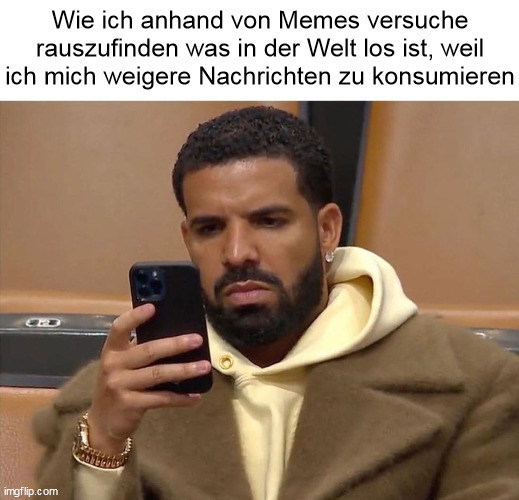 Wie ich anhand von Memes versuche
rauszufinden was in der Welt los ist, weil
ich mich weigere Nachrichten zu konsumieren
imgflip.com